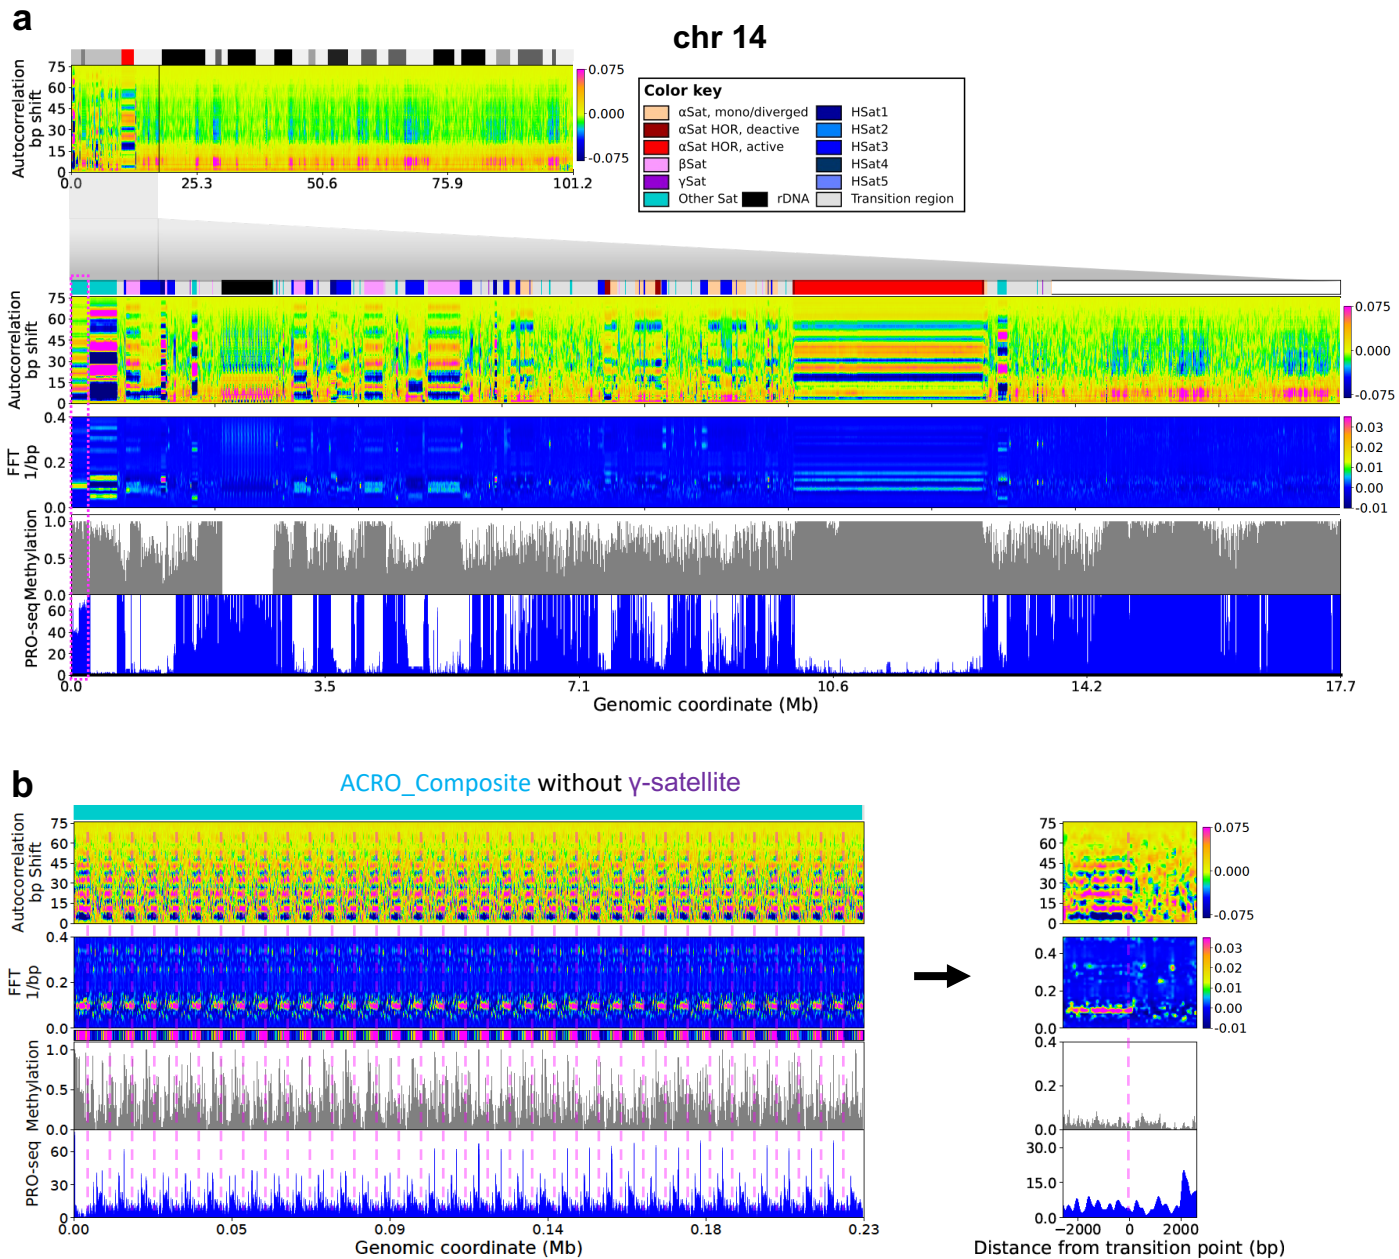 a
chr 14
Autocorrelation
bp shift
75
60
45
30
15
0
0.0 25.3 50.6 75.9 101.2
0.075
0.000
-0.075
Color key
αSat, mono/diverged
αSat HOR, deactive
αSat HOR, active
βSat
γSat
Other Sat
rDNA
HSat1
HSat2
HSat3
HSat4
HSat5
Transition region
Autocorrelation
bp shift
75
60
45
30
15
0
0.075
0.000
-0.075
FFT
1/bp
0.4
0.2
0.0
0.03
0.02
0.01
0.00
-0.01
Methylation
1.0
0.5
0.0
PRO-seq
60
40
20
0
0.0 3.5 7.1 10.6 14.2 17.7
Genomic coordinate (Mb)
b
ACRO_Composite without γ-satellite
Autocorrelation
bp Shift
75
60
45
30
15
0
FFT
1/bp
0.4
0.2
0.0
Methylation
1.0
0.5
0.0
PRO-seq
60
30
0
0.00 0.05 0.09 0.14 0.18 0.23
Genomic coordinate (Mb)
75
60
45
30
15
0
0.075
0.000
-0.075
0.4
0.2
0.0
0.03
0.02
0.01
0.00
-0.01
0.4
0.2
0.0
30.0
15.0
0.0
−2000 0 2000
Distance from transition point (bp)